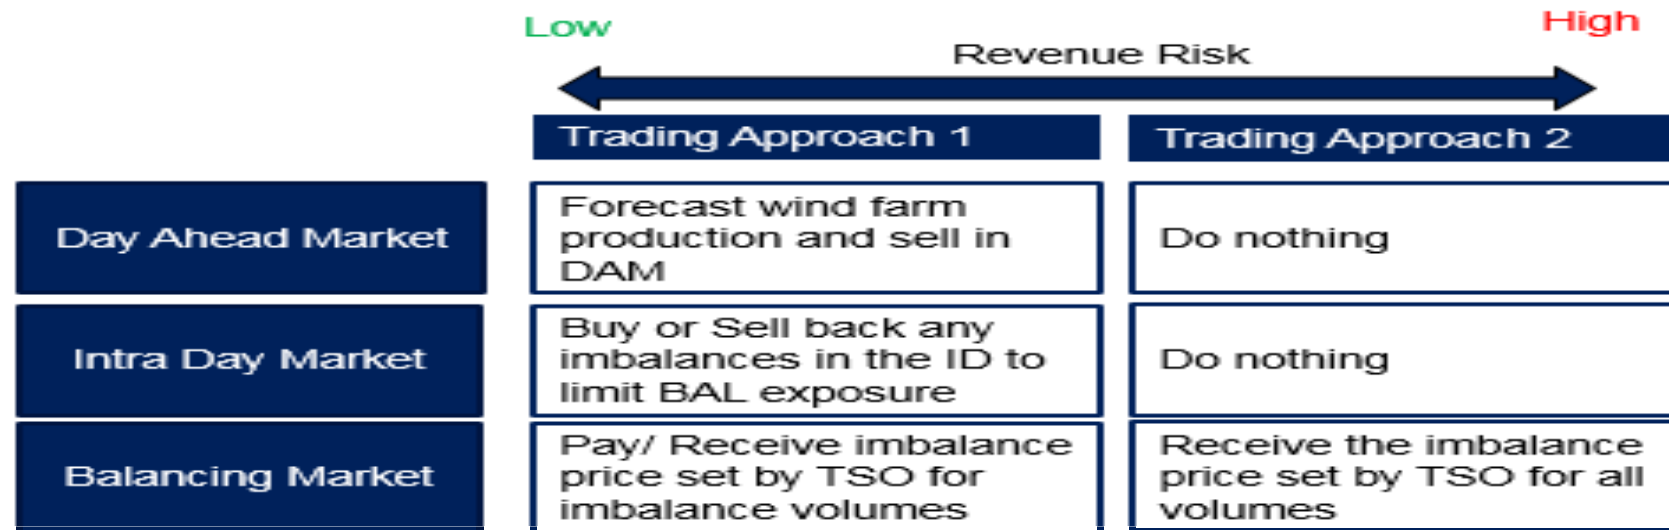 Low
High
Revenue Risk
Trading Approach 1
Trading Approach 2
Day Ahead Market
Forecast wind farm
production and sell in
DAM
Do nothing
Intra Day Market
Buy or Sell back any
imbalances in the ID to
limit BAL exposure
Do nothing
Balancing Market
Pay/ Receive imbalance
price set by TSO for
imbalance volumes
Receive the imbalance
price set by TSO for all
volumes